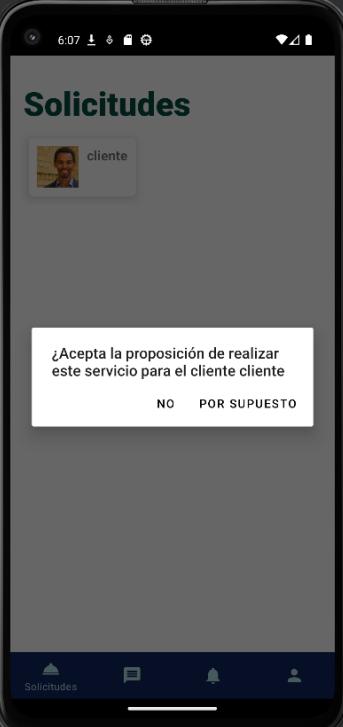 6:07
Solicitudes
cliente
¿Acepta la proposición de realizar
este servicio para el cliente cliente
NO POR SUPUESTO
Solicitudes